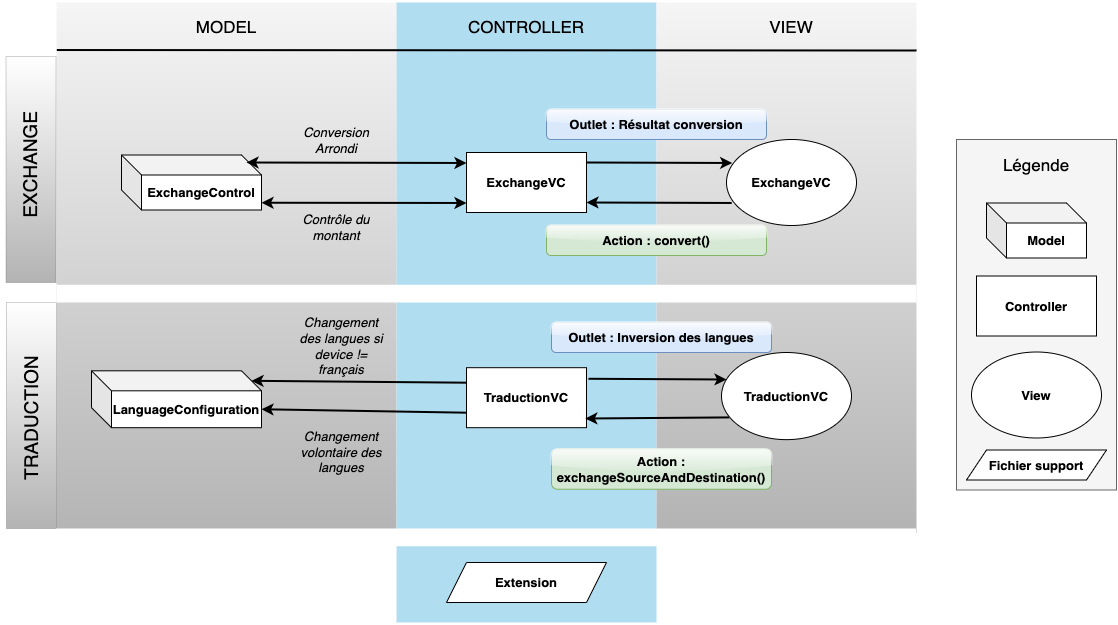 MODEL
CONTROLLER
VIEW
EXCHANGE
Conversion
Arrondi
Outlet : Résultat conversion
ExchangeControl
ExchangeVC
ExchangeVC
Contrôle du
montant
Action : convert()
TRADUCTION
Changement
des langues si
device !=
français
Outlet : Inversion des langues
LanguageConfiguration
TraductionVC
TraductionVC
Changement
volontaire des
langues
Action :
exchangeSourceAndDestination()
Extension
Légende
Model
Controller
View
Fichier support